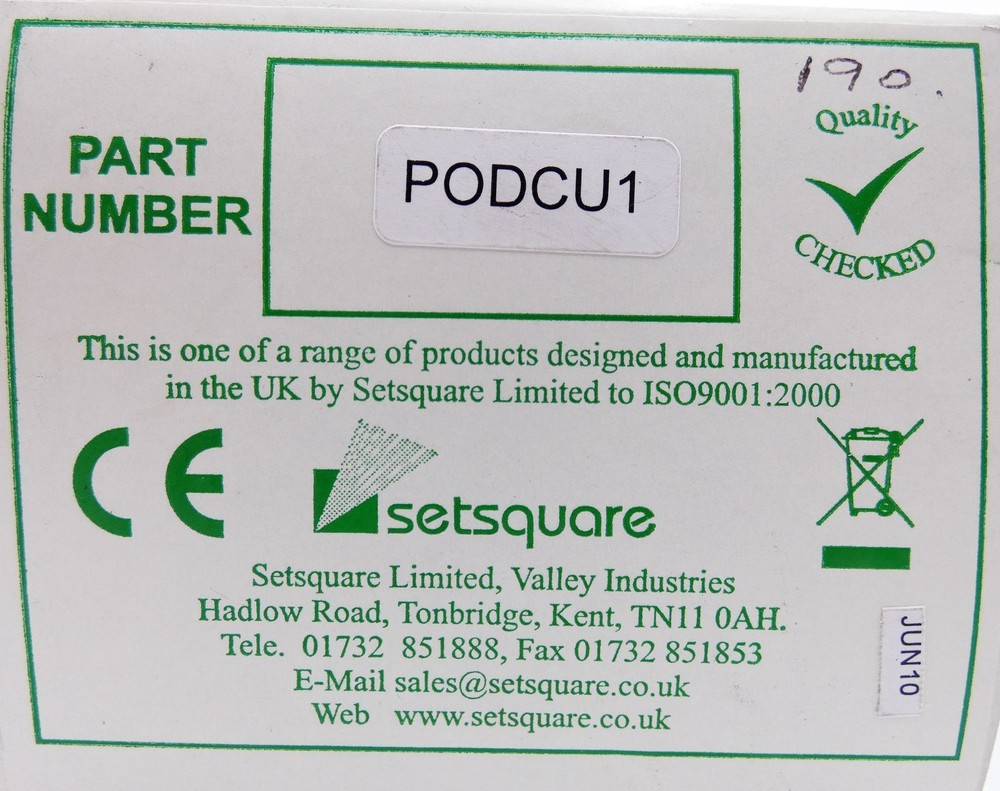 190.
PART
NUMBER
PODCU1
Quality
CHECKED
This is one of a range of products designed and manufactured
in the UK by Setsquare Limited to ISO9001:2000
CE
setsquare
Setsquare Limited, Valley Industries
Hadlow Road, Tonbridge, Kent, TN11 0AH.
Tele. 01732 851888, Fax 01732 851853
E-Mail sales@setsquare.co.uk
Web www.setsquare.co.uk
JUN10